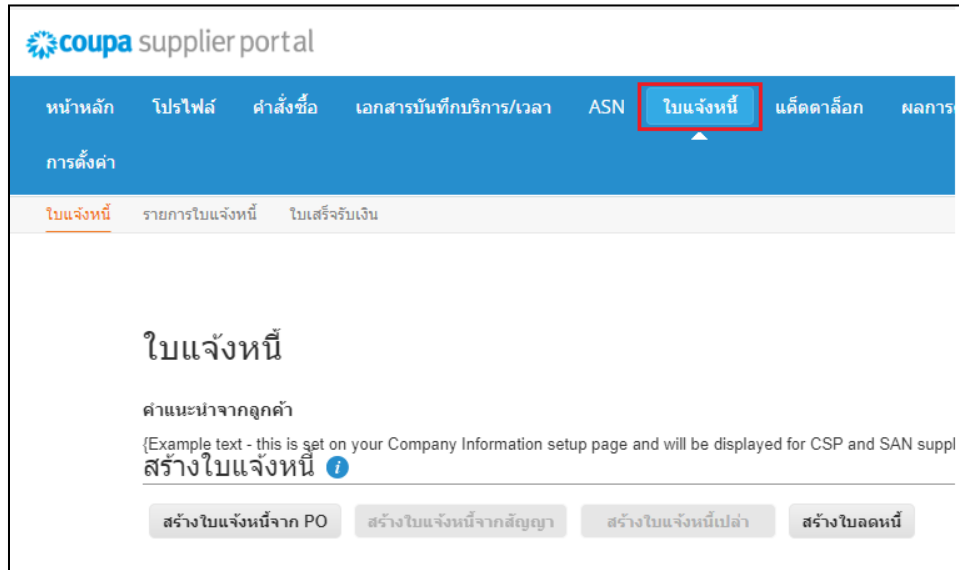 coupa supplier portal
หน้าหลัก โปรไฟล์ คำสั่งซื้อ เอกสารบันทึกบริการ/เวลา ASN ใบแจ้งหนี้ แค็ตตาล็อก
การตั้งค่า
ใบแจ้งหนี้ รายการใบแจ้งหนี้ ใบเสร็จรับเงิน
ใบแจ้งหนี้
คำแนะนำจากลูกค้า
{Example text - this is set on your Company Information setup page and will be displayed for CSP and SAN
สร้างใบแจ้งหนี้ i
สร้างใบแจ้งหนี้จาก PO สร้างใบแจ้งหนี้จากสัญญา สร้างใบแจ้งหนี้เปล่า สร้างใบลดหนี้